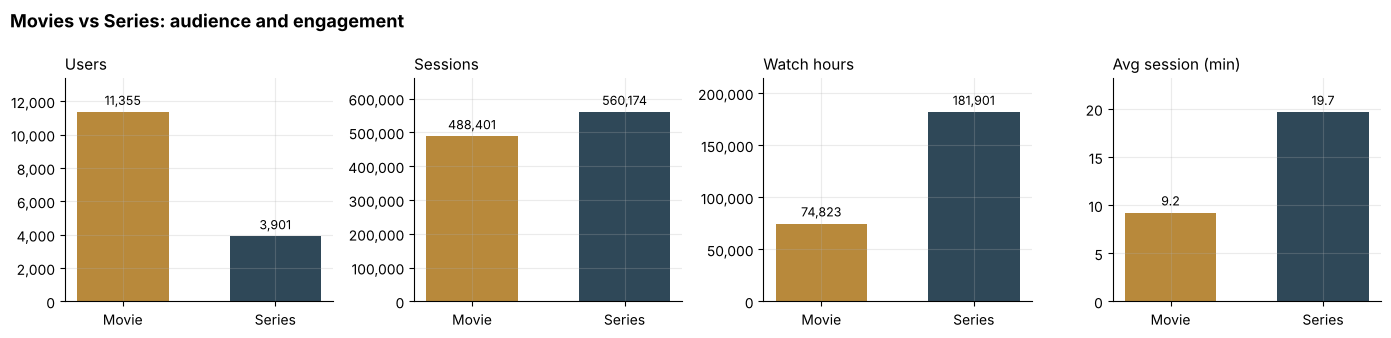 Movies vs Series: audience and engagement
Users
12,000
10,000
8,000
6,000
4,000
2,000
0
11,355
3,901
Movie
Series
Sessions
600,000
500,000
400,000
300,000
200,000
100,000
0
488,401
560,174
Movie
Series
Watch hours
200,000
150,000
100,000
50,000
0
74,823
181,901
Movie
Series
Avg session (min)
20
15
10
5
0
9.2
19.7
Movie
Series